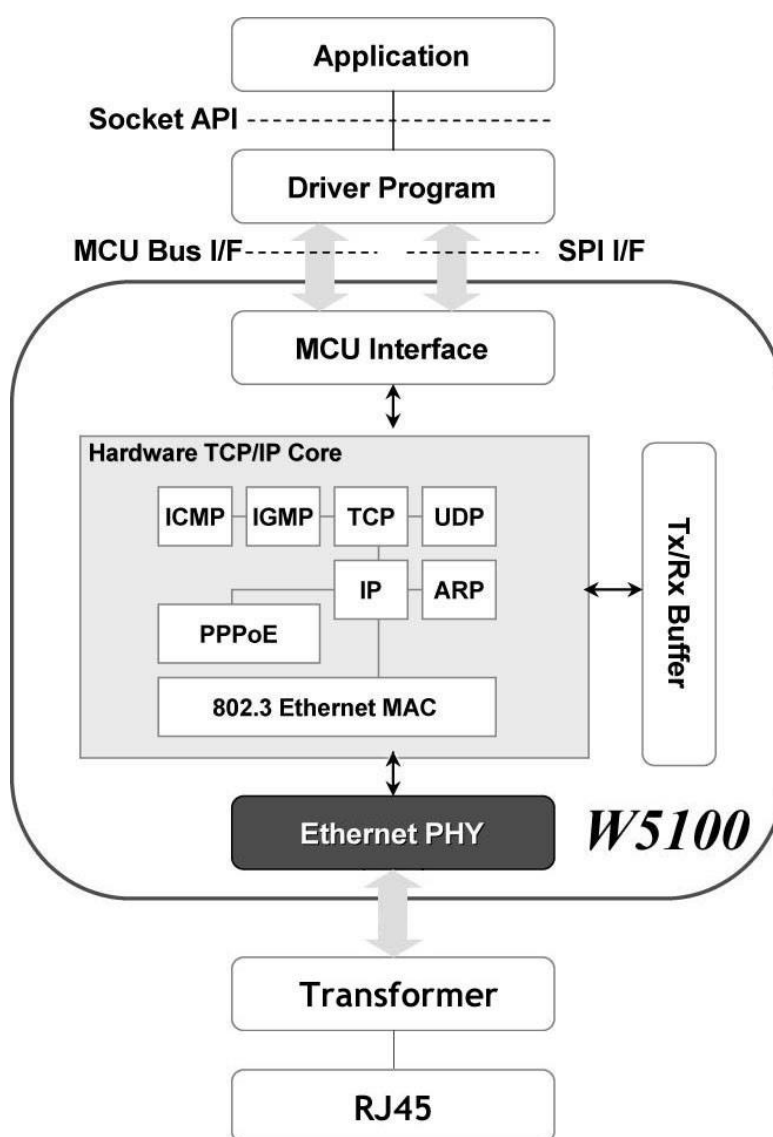 Application
Socket API
Driver Program
MCU Bus I/F
SPI I/F
MCU Interface
Hardware TCP/IP Core
ICMP
IGMP
TCP
UDP
IP
ARP
PPPoE
802.3 Ethernet MAC
Tx/Rx Buffer
Ethernet PHY
W5100
Transformer
RJ45